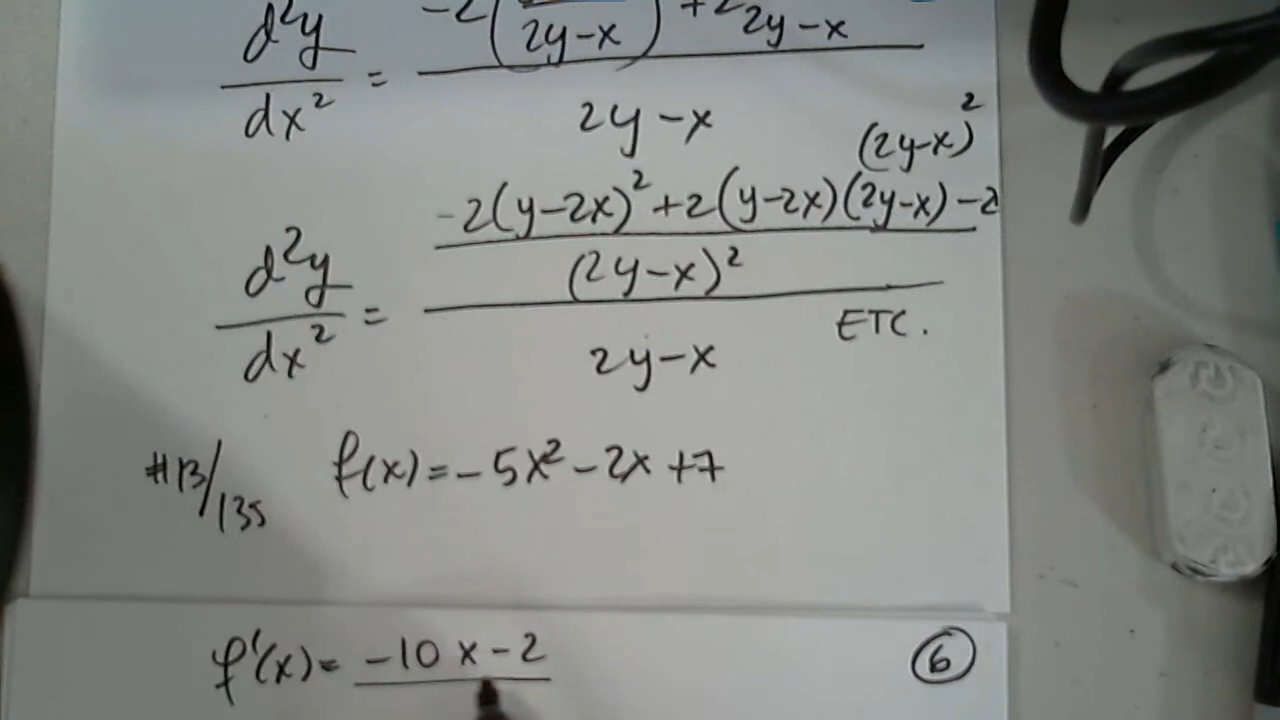 d²y/dx² = (-2(/(2y-x)) +2 /2y-x)/(2y-x)
(2y-x)²
d²y/dx² = ((-2(y-2x)²+2(y-2x)(2y-x)-2)/(2y-x)²)/(2y-x) ETC.
#13/135 f(x)=-5x²-2x+7
f'(x)= -10x-2 6